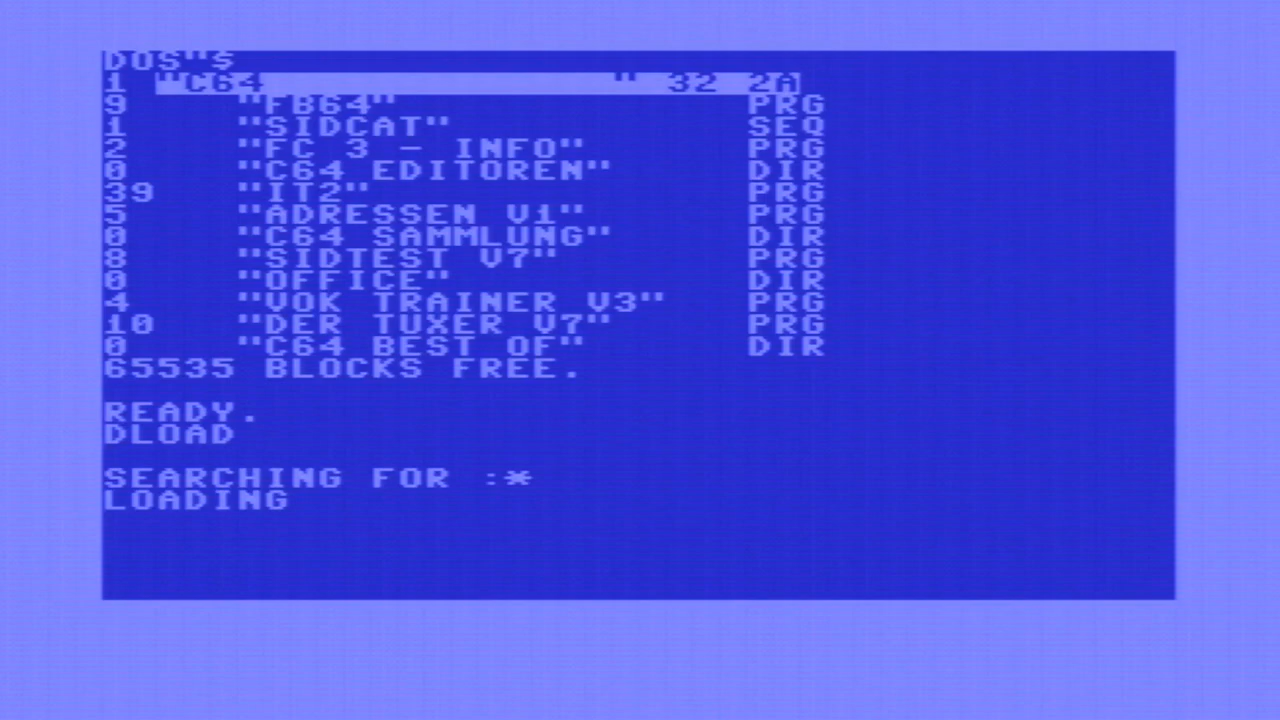 DOS"$
1 "C64             " 32 2A
9    "FB64"             PRG
1    "SIDCAT"           SEQ
2    "FC 3 - INFO"      PRG
0    "C64 EDITOREN"     DIR
39   "IT2"              PRG
5    "ADRESSEN V1"      PRG
0    "C64 SAMMLUNG"     DIR
8    "SIDTEST V7"       PRG
0    "OFFICE"           DIR
4    "VOK TRAINER V3"   PRG
10   "DER TUXER V7"     PRG
0    "C64 BEST OF"      DIR
65535 BLOCKS FREE.
READY.
DLOAD
SEARCHING FOR :*
LOADING